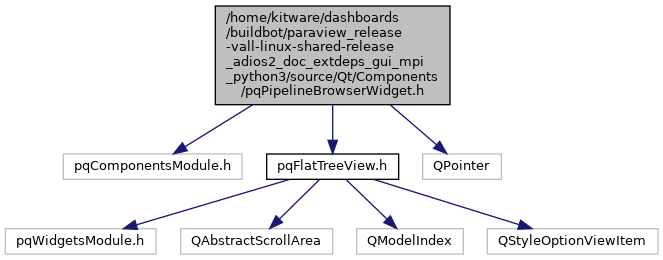 /home/kitware/dashboards
/buildbot/paraview_release
-vall-linux-shared-release
_adios2_doc_extdeps_gui_mpi
_python3/source/Qt/Components
/pqPipelineBrowserWidget.h
pqComponentsModule.h
pqFlatTreeView.h
QPointer
pqWidgetsModule.h
QAbstractScrollArea
QModelIndex
QStyleOptionViewItem